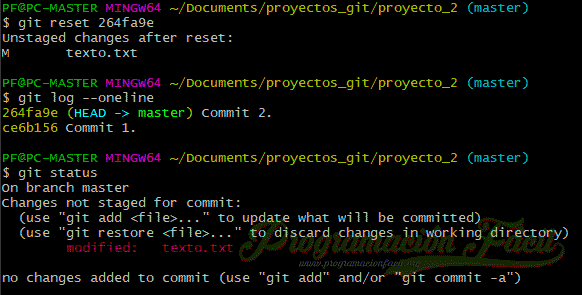 PF@PC-MASTER MINGW64 ~/Documents/proyectos_git/proyecto_2 (master)
$ git reset 264fa9e
Unstaged changes after reset:
M       texto.txt
PF@PC-MASTER MINGW64 ~/Documents/proyectos_git/proyecto_2 (master)
$ git log --oneline
264fa9e (HEAD -> master) Commit 2.
ce6b156 Commit 1.
PF@PC-MASTER MINGW64 ~/Documents/proyectos_git/proyecto_2 (master)
$ git status
On branch master
Changes not staged for commit:
  (use "git add <file>..." to update what will be committed)
  (use "git restore <file>..." to discard changes in working directory)
        modified:   texto.txt
Programación Fácil
www.programacionfacil.org
no changes added to commit (use "git add" and/or "git commit -a")